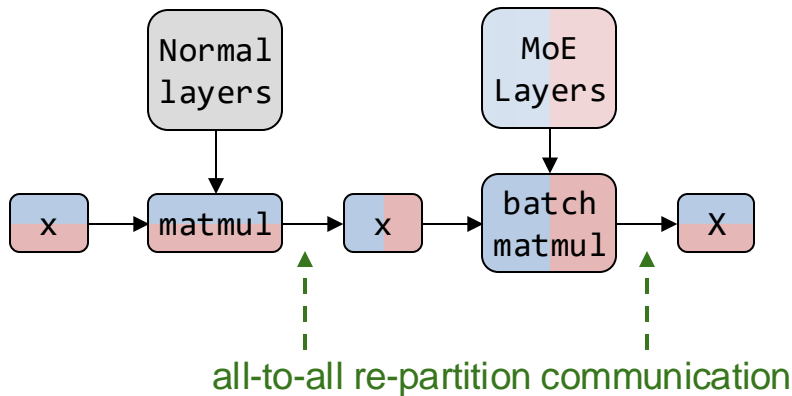 Normal
layers
MoE
Layers
x
matmul
x
batch
matmul
X
all-to-all re-partition communication